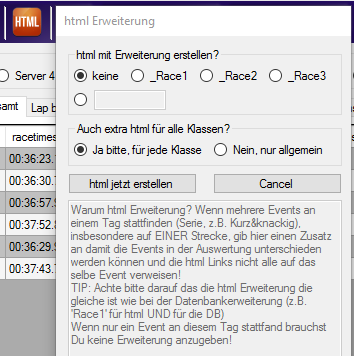 HTML
html Erweiterung
html mit Erweiterung erstellen?
Server 4
keine
_Race1
_Race2
_Race3
Lap
Auch extra html für alle Klassen?
racetimes
Ja bitte, für jede Klasse
Nein, nur allgemein
00:36:23.
00:36:30.7
00:36:57.9
00:37:52.8
00:36:29.9
00:37:43.7
html jetzt erstellen
Cancel
Warum html Erweiterung? Wenn mehrere Events an
einem Tag stattfinden (Serie, z.B. Kurz&knackig),
insbesondere auf EINER Strecke, gib hier einen Zusatz
an damit die Events in der Auswertung unterschieden
werden können und die html Links nicht alle auf das
selbe Event verweisen!
TIP: Achte bitte darauf das die html Erweiterung die
gleiche ist wie bei der Datenbankerweiterung (z.B.
'Race1' für html UND für die DB)
Wenn nur ein Event an diesem Tag stattfand brauchst
Du keine Erweiterung anzugeben!